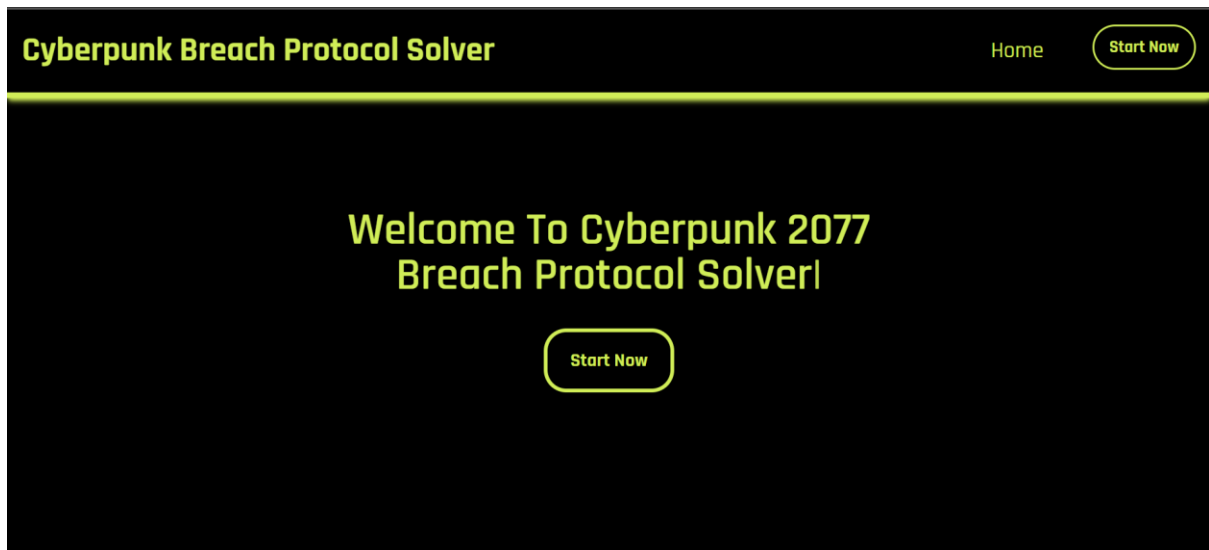 Cyberpunk Breach Protocol Solver
Home
Start Now
Welcome To Cyberpunk 2077
Breach Protocol Solver|
Start Now